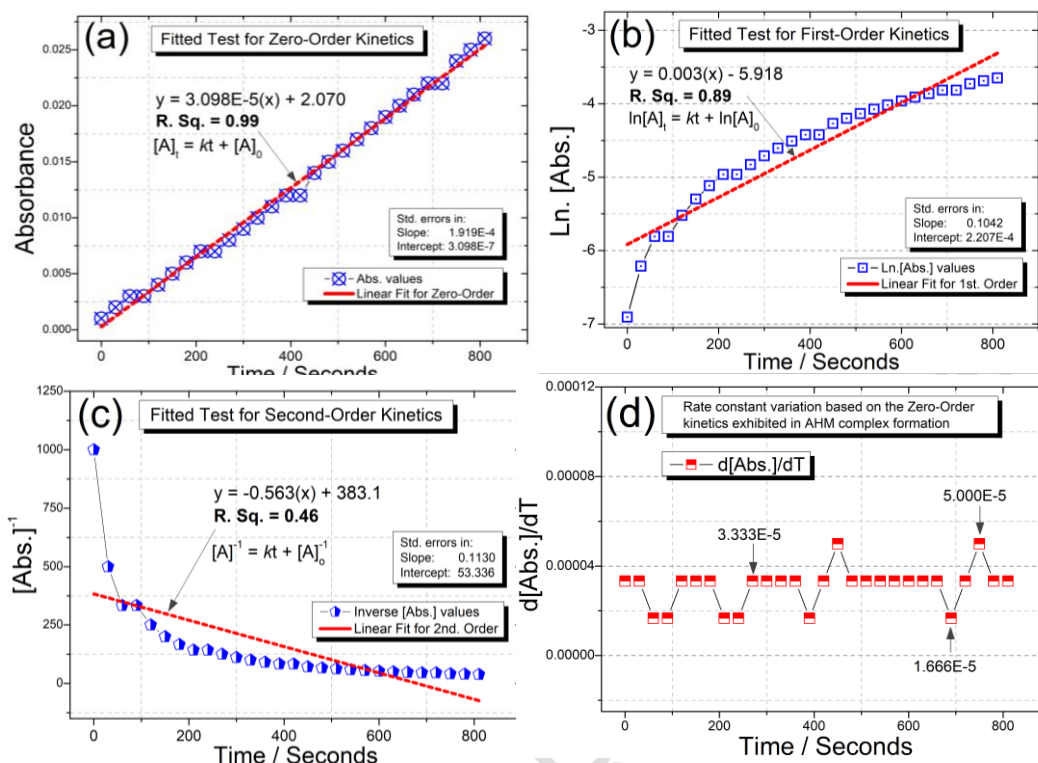 (a)
Fitted Test for Zero-Order Kinetics
y = 3.098E-5(x) + 2.070
R. Sq. = 0.99
[A]t = kt + [A]0
Std. errors in:
Slope: 1.919E-4
Intercept: 3.098E-7
Abs. values
Linear Fit for Zero-Order
Absorbance
0.025
0.020
0.015
0.010
0.005
0.000
0 200 400 600 800
Time / Seconds
(b)
Fitted Test for First-Order Kinetics
y = 0.003(x) - 5.918
R. Sq. = 0.89
ln[A]t = kt + ln[A]0
Std. errors in:
Slope: 0.1042
Intercept: 2.207E-4
Ln.[Abs.] values
Linear Fit for 1st. Order
Ln. [Abs.]
-3
-4
-5
-6
-7
0 200 400 600 800
Time / Seconds
(c)
Fitted Test for Second-Order Kinetics
y = -0.563(x) + 383.1
R. Sq. = 0.46
[A]-1 = kt + [A]o-1
Std. errors in:
Slope: 0.1130
Intercept: 53.336
Inverse [Abs.] values
Linear Fit for 2nd. Order
[Abs.]-1
1250
1000
750
500
250
0
0 200 400 600 800
Time / Seconds
(d)
Rate constant variation based on the Zero-Order
kinetics exhibited in AHM complex formation
d[Abs.]/dT
5.000E-5
3.333E-5
1.666E-5
d[Abs.]/dT
0.00012
0.00008
0.00004
0.00000
0 200 400 600 800
Time / Seconds